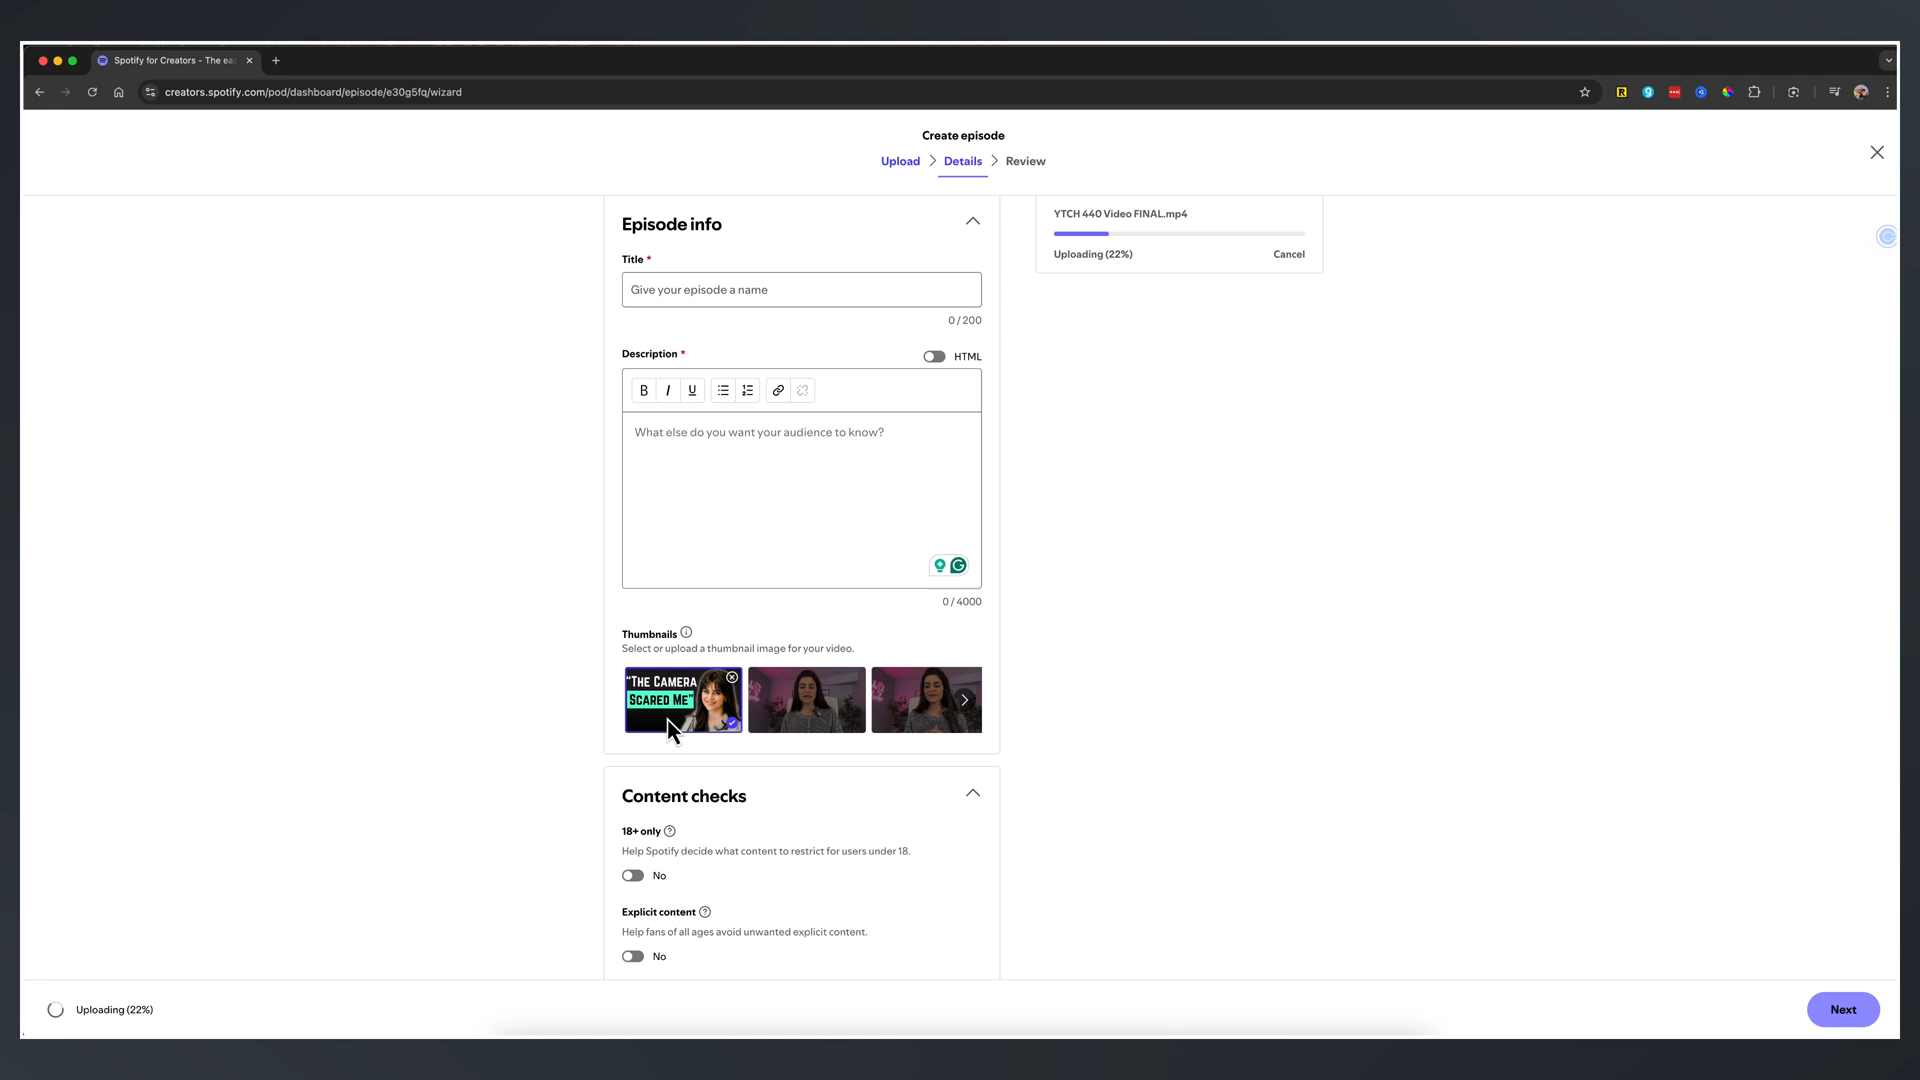 Spotify for Creators - The ea
creators.spotify.com/pod/dashboard/episode/e30g5fq/wizard
Create episode
Upload > Details > Review
Episode info
Title *
Give your episode a name
0 / 200
Description *
HTML
B I U
What else do you want your audience to know?
0 / 4000
Thumbnails
Select or upload a thumbnail image for your video.
"THE CAMERA
SCARED ME"
Content checks
18+ only
Help Spotify decide what content to restrict for users under 18.
No
Explicit content
Help fans of all ages avoid unwanted explicit content.
No
YTCH 440 Video FINAL.mp4
Uploading (22%)
Cancel
Uploading (22%)
Next